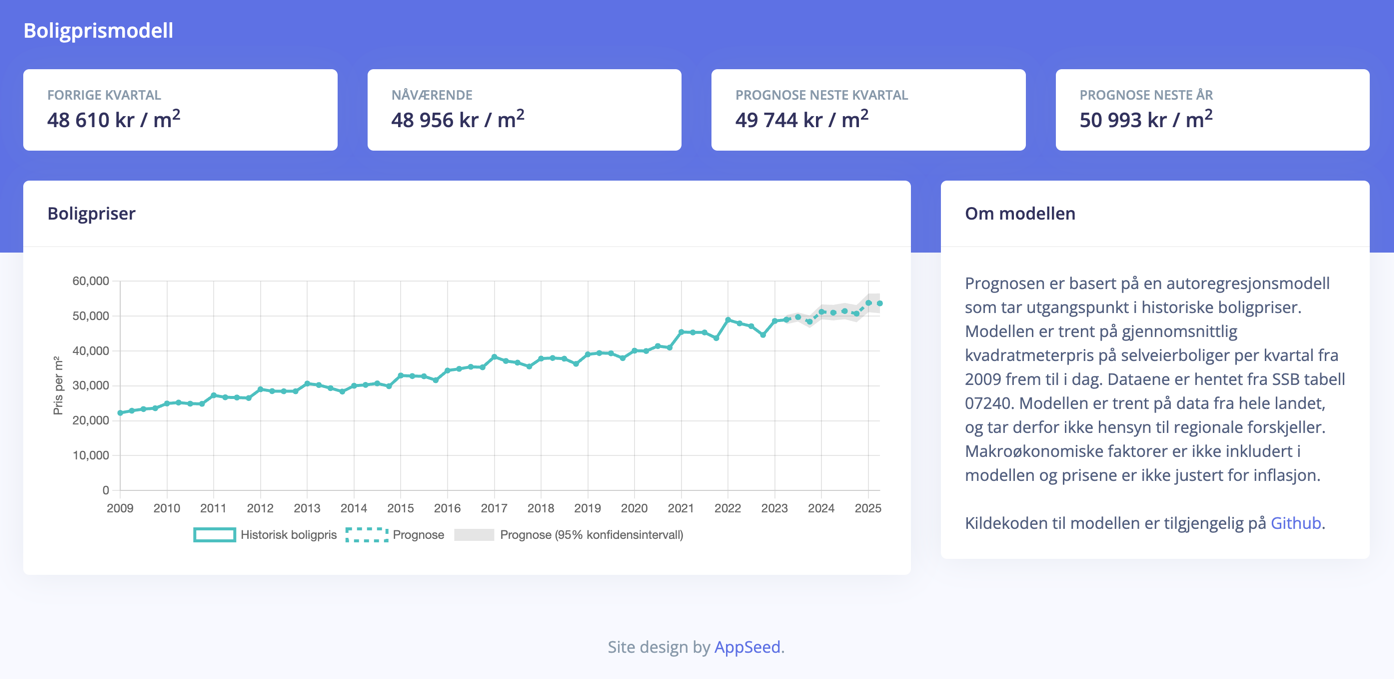 Boligprismodell
FORRIGE KVARTAL
48 610 kr / m²
NÅVÆRENDE
48 956 kr / m²
PROGNOSE NESTE KVARTAL
49 744 kr / m²
PROGNOSE NESTE ÅR
50 993 kr / m²
Boligpriser
Pris per m²
60,000
50,000
40,000
30,000
20,000
10,000
0
2009 2010 2011 2012 2013 2014 2015 2016 2017 2018 2019 2020 2021 2022 2023 2024 2025
Historisk boligpris Prognose Prognose (95% konfidensintervall)
Om modellen
Prognosen er basert på en autoregresjonsmodell
som tar utgangspunkt i historiske boligpriser.
Modellen er trent på gjennomsnittlig
kvadratmeterpris på selveierboliger per kvartal fra
2009 frem til i dag. Dataene er hentet fra SSB tabell
07240. Modellen er trent på data fra hele landet,
og tar derfor ikke hensyn til regionale forskjeller.
Makroøkonomiske faktorer er ikke inkludert i
modellen og prisene er ikke justert for inflasjon.
Kildekoden til modellen er tilgjengelig på Github.
Site design by AppSeed.